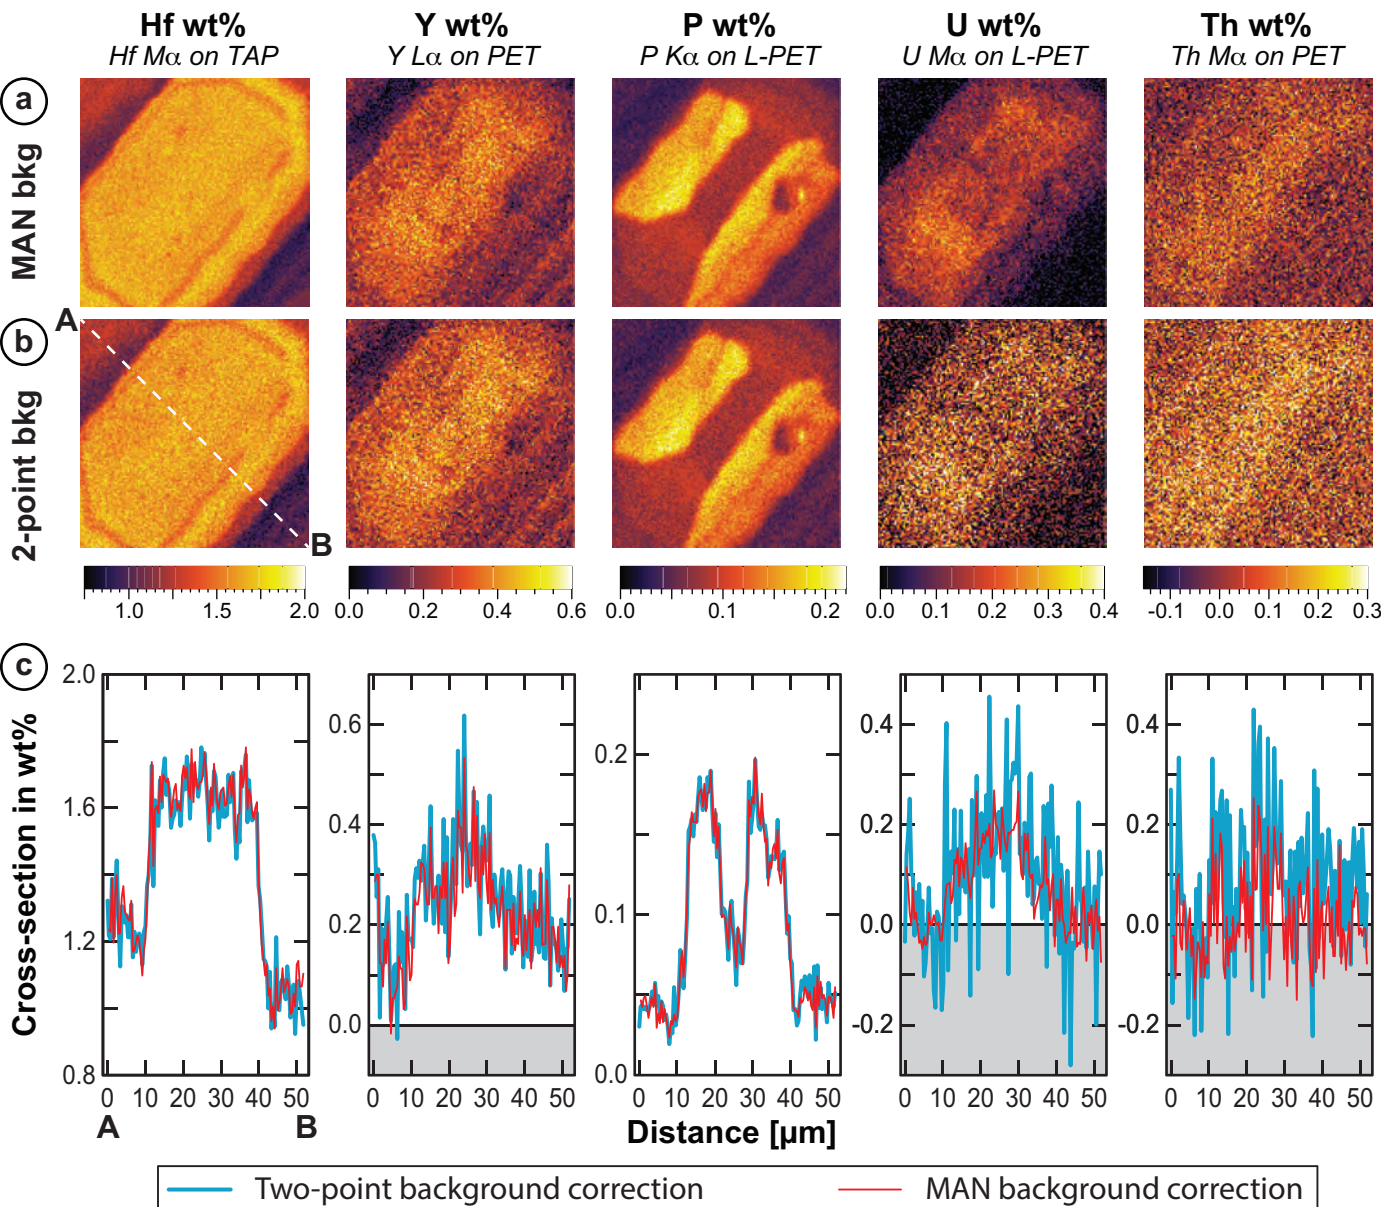 Hf wt% Y wt% P wt% U wt% Th wt%
Hf Mα on TAP Y Lα on PET P Kα on L-PET U Mα on L-PET Th Mα on PET
a
MAN bkg
A
b
2-point bkg
B
1.0 1.5 2.0 0.0 0.2 0.4 0.6 0.0 0.1 0.2 0.0 0.1 0.2 0.3 0.4 -0.1 0.0 0.1 0.2 0.3
c
Cross-section in wt%
2.0
1.6
1.2
0.8
0.6
0.4
0.2
0.0
0.2
0.1
0.0
0.4
0.2
0.0
-0.2
0.4
0.2
0.0
-0.2
0 10 20 30 40 50 0 10 20 30 40 50 0 10 20 30 40 50 0 10 20 30 40 50 0 10 20 30 40 50
A B
Distance [µm]
Two-point background correction MAN background correction